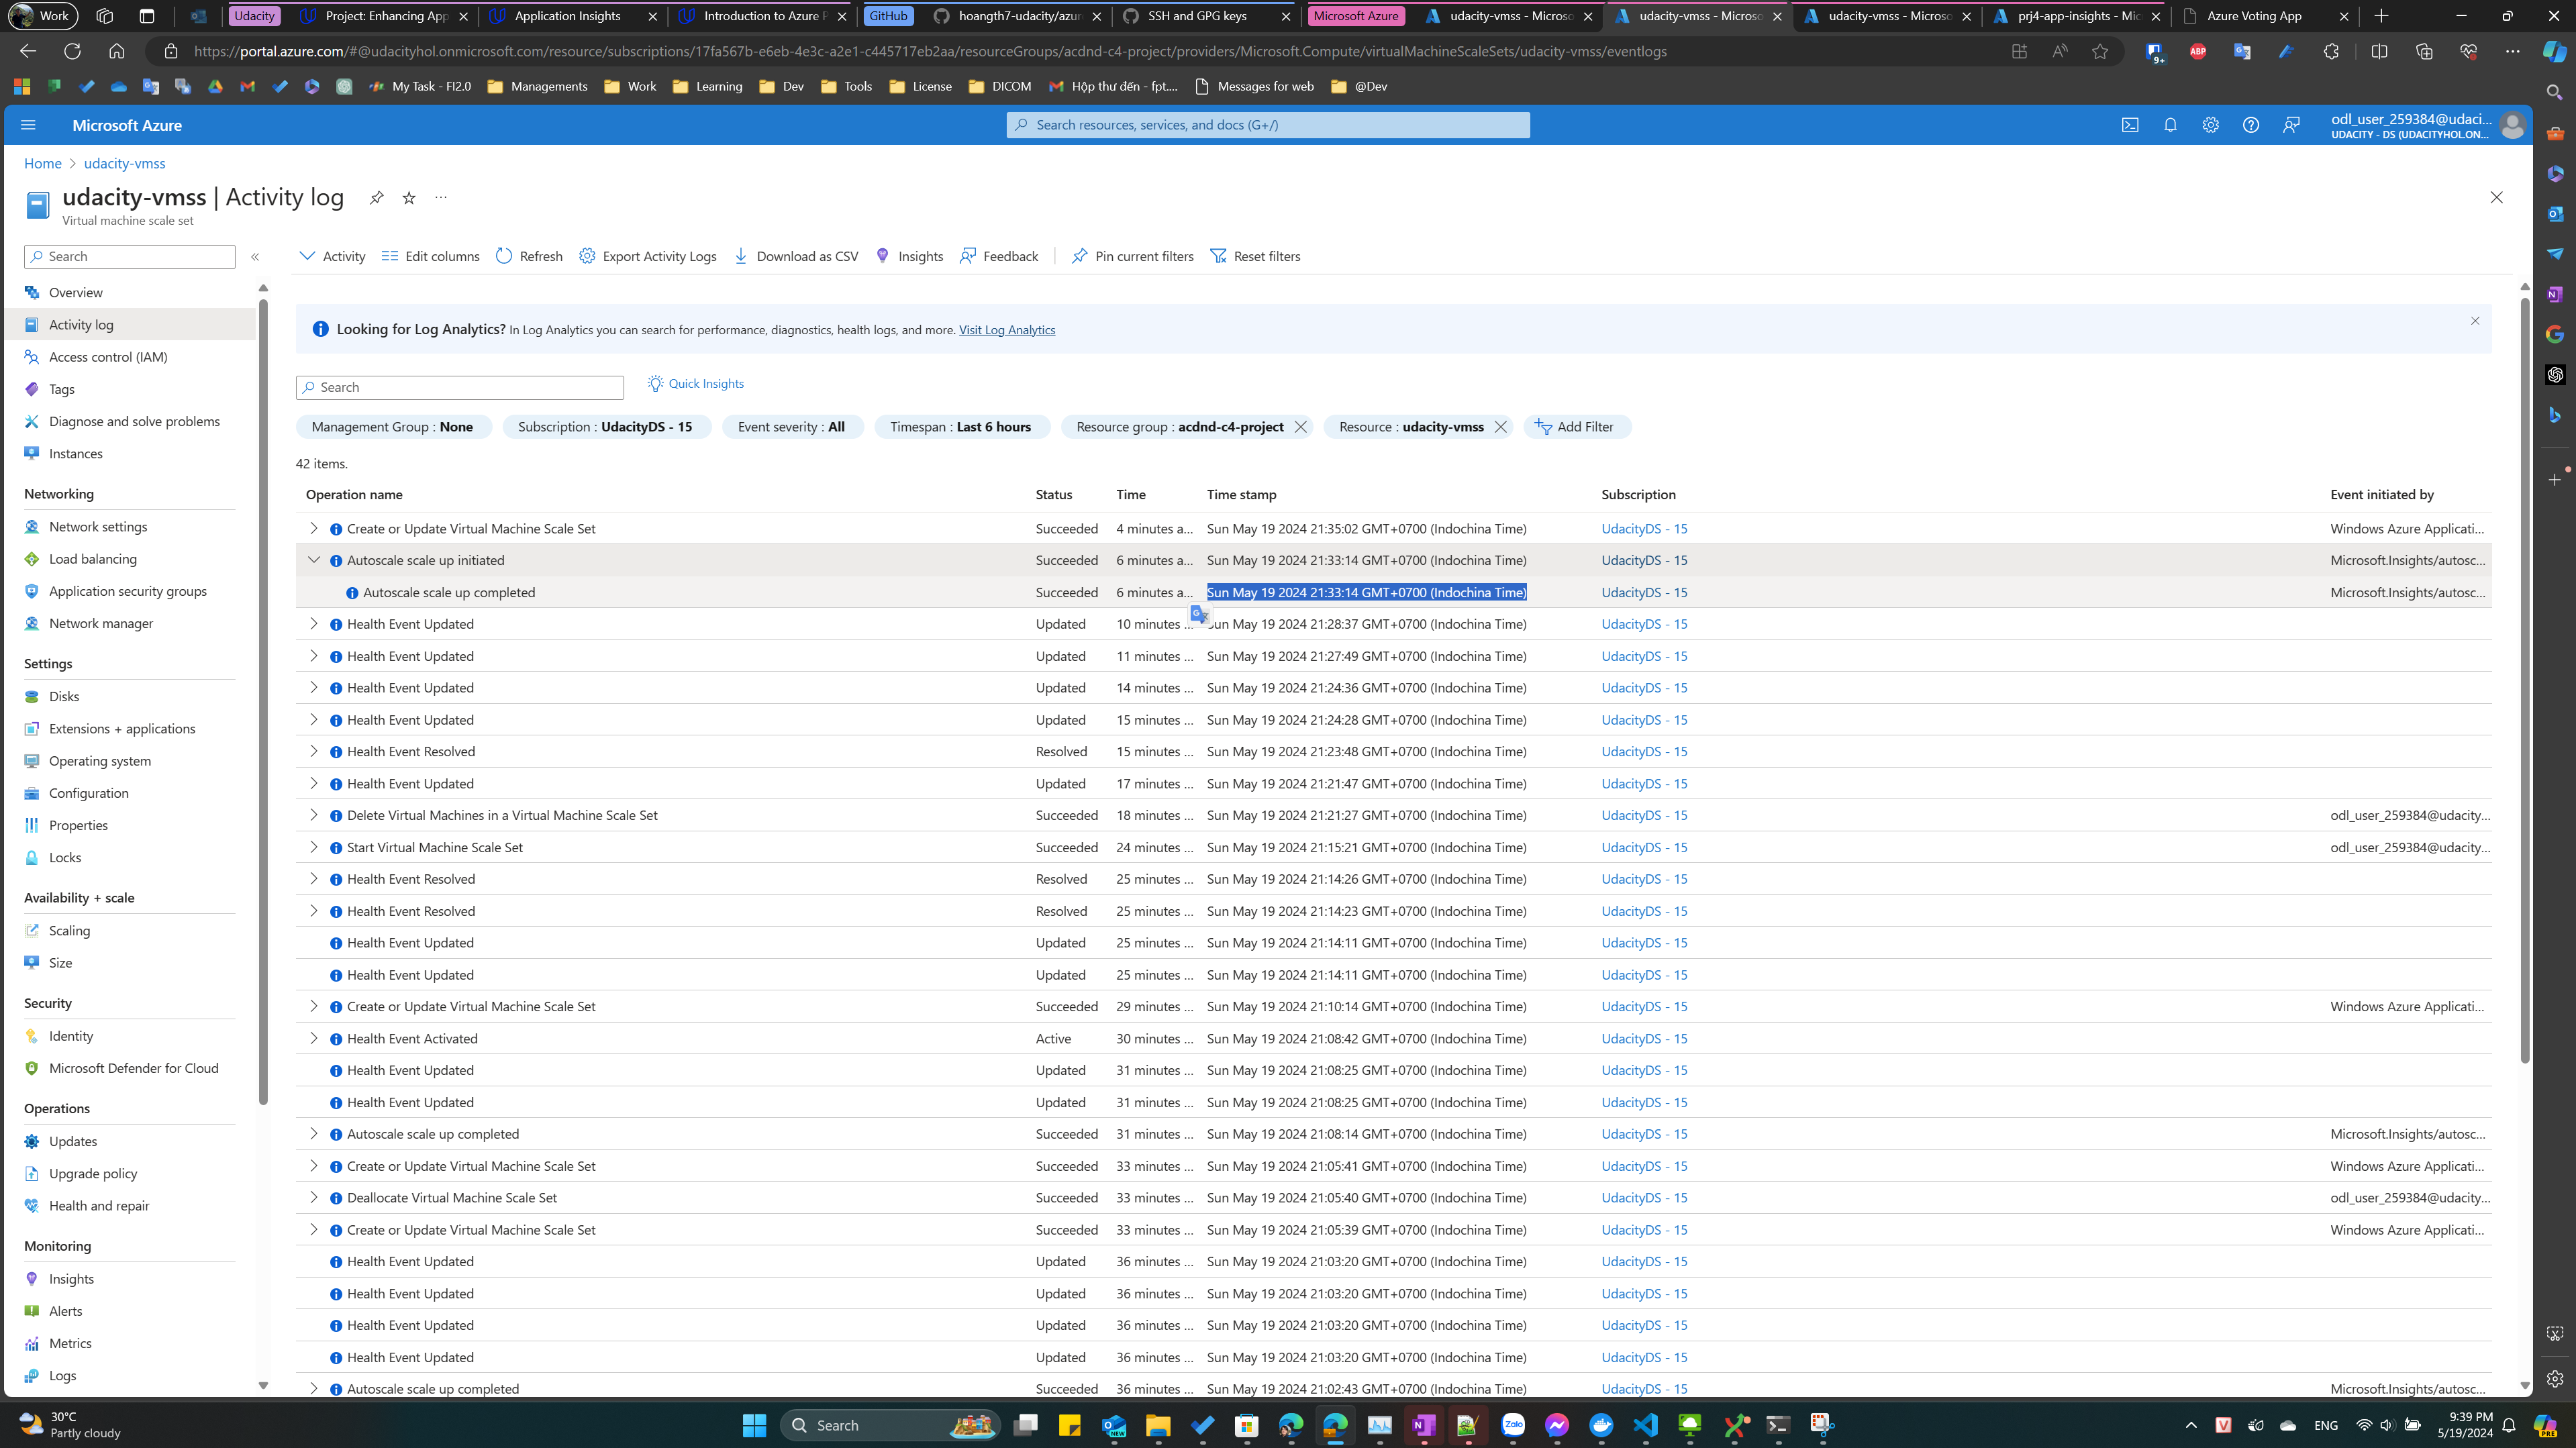 Work
Udacity
Project: Enhancing App
Application Insights
Introduction to Azure P
GitHub
hoangth7-udacity/azur
SSH and GPG keys
Microsoft Azure
udacity-vmss - Microso
udacity-vmss - Microso
udacity-vmss - Microso
prj4-app-insights - Mic
Azure Voting App
https://portal.azure.com/#@udacityhol.onmicrosoft.com/resource/subscriptions/17fa567b-e6eb-4e3c-a2e1-c445717eb2aa/resourceGroups/acdnd-c4-project/providers/Microsoft.Compute/virtualMachineScaleSets/udacity-vmss/eventlogs
9+
ABP
My Task - FI2.0
Managements
Work
Learning
Dev
Tools
License
DICOM
Hộp thư đến - fpt....
Messages for web
@Dev
Microsoft Azure
Search resources, services, and docs (G+/)
odl_user_259384@udaci...
UDACITY - DS (UDACITYHOL.ON...
Home > udacity-vmss
udacity-vmss | Activity log
Virtual machine scale set
Search
Overview
Activity log
Access control (IAM)
Tags
Diagnose and solve problems
Instances
Networking
Network settings
Load balancing
Application security groups
Network manager
Settings
Disks
Extensions + applications
Operating system
Configuration
Properties
Locks
Availability + scale
Scaling
Size
Security
Identity
Microsoft Defender for Cloud
Operations
Updates
Upgrade policy
Health and repair
Monitoring
Insights
Alerts
Metrics
Logs
Activity Edit columns Refresh Export Activity Logs Download as CSV Insights Feedback Pin current filters Reset filters
Looking for Log Analytics? In Log Analytics you can search for performance, diagnostics, health logs, and more. Visit Log Analytics
Search
Quick Insights
Management Group : None
Subscription : UdacityDS - 15
Event severity : All
Timespan : Last 6 hours
Resource group : acdnd-c4-project
Resource : udacity-vmss
Add Filter
42 items.
Operation name Status Time Time stamp Subscription Event initiated by
Create or Update Virtual Machine Scale Set Succeeded 4 minutes a... Sun May 19 2024 21:35:02 GMT+0700 (Indochina Time) UdacityDS - 15 Windows Azure Applicati...
Autoscale scale up initiated Succeeded 6 minutes a... Sun May 19 2024 21:33:14 GMT+0700 (Indochina Time) UdacityDS - 15 Microsoft.Insights/autosc...
Autoscale scale up completed Succeeded 6 minutes a... Sun May 19 2024 21:33:14 GMT+0700 (Indochina Time) UdacityDS - 15 Microsoft.Insights/autosc...
Health Event Updated Updated 10 minutes ... Sun May 19 2024 21:28:37 GMT+0700 (Indochina Time) UdacityDS - 15
Health Event Updated Updated 11 minutes ... Sun May 19 2024 21:27:49 GMT+0700 (Indochina Time) UdacityDS - 15
Health Event Updated Updated 14 minutes ... Sun May 19 2024 21:24:36 GMT+0700 (Indochina Time) UdacityDS - 15
Health Event Updated Updated 15 minutes ... Sun May 19 2024 21:24:28 GMT+0700 (Indochina Time) UdacityDS - 15
Health Event Resolved Resolved 15 minutes ... Sun May 19 2024 21:23:48 GMT+0700 (Indochina Time) UdacityDS - 15
Health Event Updated Updated 17 minutes ... Sun May 19 2024 21:21:47 GMT+0700 (Indochina Time) UdacityDS - 15
Delete Virtual Machines in a Virtual Machine Scale Set Succeeded 18 minutes ... Sun May 19 2024 21:21:27 GMT+0700 (Indochina Time) UdacityDS - 15 odl_user_259384@udacity...
Start Virtual Machine Scale Set Succeeded 24 minutes ... Sun May 19 2024 21:15:21 GMT+0700 (Indochina Time) UdacityDS - 15 odl_user_259384@udacity...
Health Event Resolved Resolved 25 minutes ... Sun May 19 2024 21:14:26 GMT+0700 (Indochina Time) UdacityDS - 15
Health Event Resolved Resolved 25 minutes ... Sun May 19 2024 21:14:23 GMT+0700 (Indochina Time) UdacityDS - 15
Health Event Updated Updated 25 minutes ... Sun May 19 2024 21:14:11 GMT+0700 (Indochina Time) UdacityDS - 15
Health Event Updated Updated 25 minutes ... Sun May 19 2024 21:14:11 GMT+0700 (Indochina Time) UdacityDS - 15
Create or Update Virtual Machine Scale Set Succeeded 29 minutes ... Sun May 19 2024 21:10:14 GMT+0700 (Indochina Time) UdacityDS - 15 Windows Azure Applicati...
Health Event Activated Active 30 minutes ... Sun May 19 2024 21:08:42 GMT+0700 (Indochina Time) UdacityDS - 15
Health Event Updated Updated 31 minutes ... Sun May 19 2024 21:08:25 GMT+0700 (Indochina Time) UdacityDS - 15
Health Event Updated Updated 31 minutes ... Sun May 19 2024 21:08:25 GMT+0700 (Indochina Time) UdacityDS - 15
Autoscale scale up completed Succeeded 31 minutes ... Sun May 19 2024 21:08:14 GMT+0700 (Indochina Time) UdacityDS - 15 Microsoft.Insights/autosc...
Create or Update Virtual Machine Scale Set Succeeded 33 minutes ... Sun May 19 2024 21:05:41 GMT+0700 (Indochina Time) UdacityDS - 15 Windows Azure Applicati...
Deallocate Virtual Machine Scale Set Succeeded 33 minutes ... Sun May 19 2024 21:05:40 GMT+0700 (Indochina Time) UdacityDS - 15 odl_user_259384@udacity...
Create or Update Virtual Machine Scale Set Succeeded 33 minutes ... Sun May 19 2024 21:05:39 GMT+0700 (Indochina Time) UdacityDS - 15 Windows Azure Applicati...
Health Event Updated Updated 36 minutes ... Sun May 19 2024 21:03:20 GMT+0700 (Indochina Time) UdacityDS - 15
Health Event Updated Updated 36 minutes ... Sun May 19 2024 21:03:20 GMT+0700 (Indochina Time) UdacityDS - 15
Health Event Updated Updated 36 minutes ... Sun May 19 2024 21:03:20 GMT+0700 (Indochina Time) UdacityDS - 15
Health Event Updated Updated 36 minutes ... Sun May 19 2024 21:03:20 GMT+0700 (Indochina Time) UdacityDS - 15
Autoscale scale up completed Succeeded 36 minutes ... Sun May 19 2024 21:02:43 GMT+0700 (Indochina Time) UdacityDS - 15 Microsoft.Insights/autosc...
30°C
Partly cloudy
Search
NEW
Zalo
ENG
9:39 PM
5/19/2024
PRE